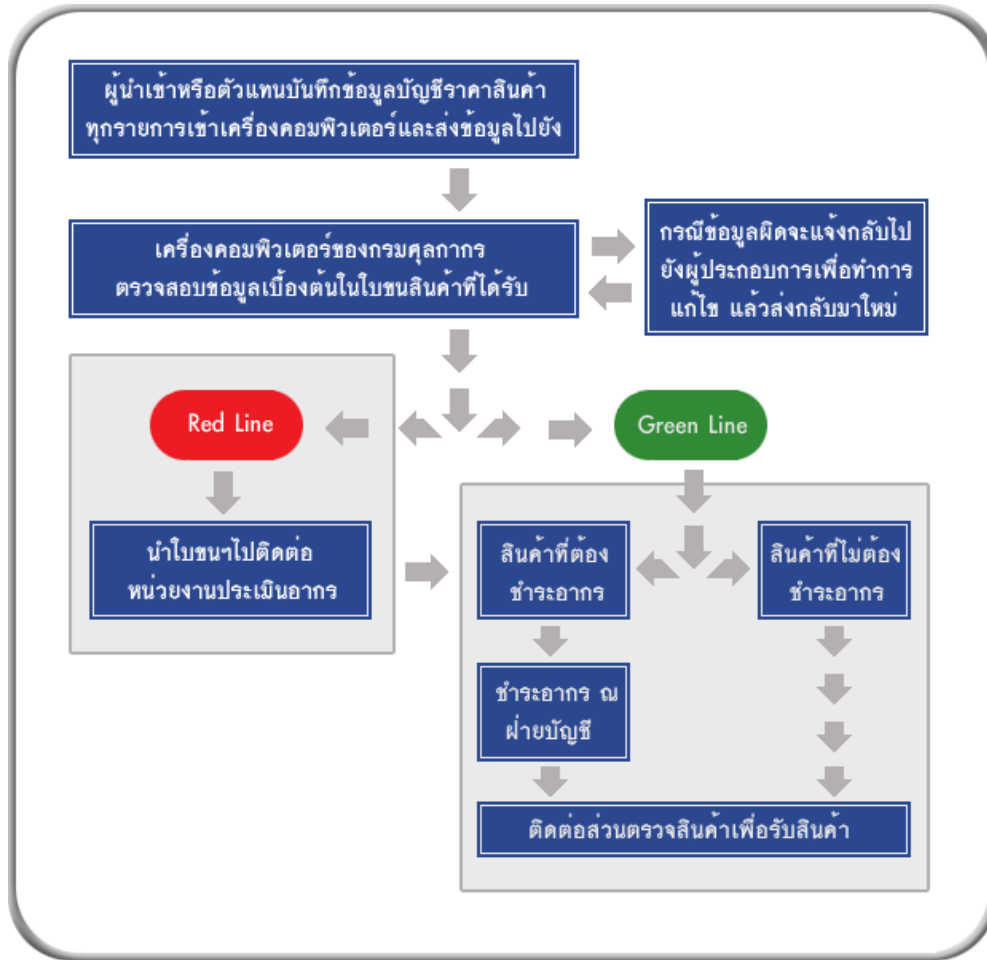 ผู้นำเข้าหรือตัวแทนบันทึกข้อมูลบัญชีราคาสินค้า
ทุกรายการเข้าเครื่องคอมพิวเตอร์และส่งข้อมูลไปยัง
เครื่องคอมพิวเตอร์ของกรมศุลกากร
ตรวจสอบข้อมูลเบื้องต้นในใบขนสินค้าที่ได้รับ
กรณีข้อมูลผิดจะแจ้งกลับไป
ยังผู้ประกอบการเพื่อทำการ
แก้ไข แล้วส่งกลับมาใหม่
Red Line
Green Line
นำใบขนฯไปติดต่อ
หน่วยงานประเมินอากร
สินค้าที่ต้อง
ชำระอากร
สินค้าที่ไม่ต้อง
ชำระอากร
ชำระอากร ณ
ฝ่ายบัญชี
ติดต่อส่วนตรวจสินค้าเพื่อรับสินค้า